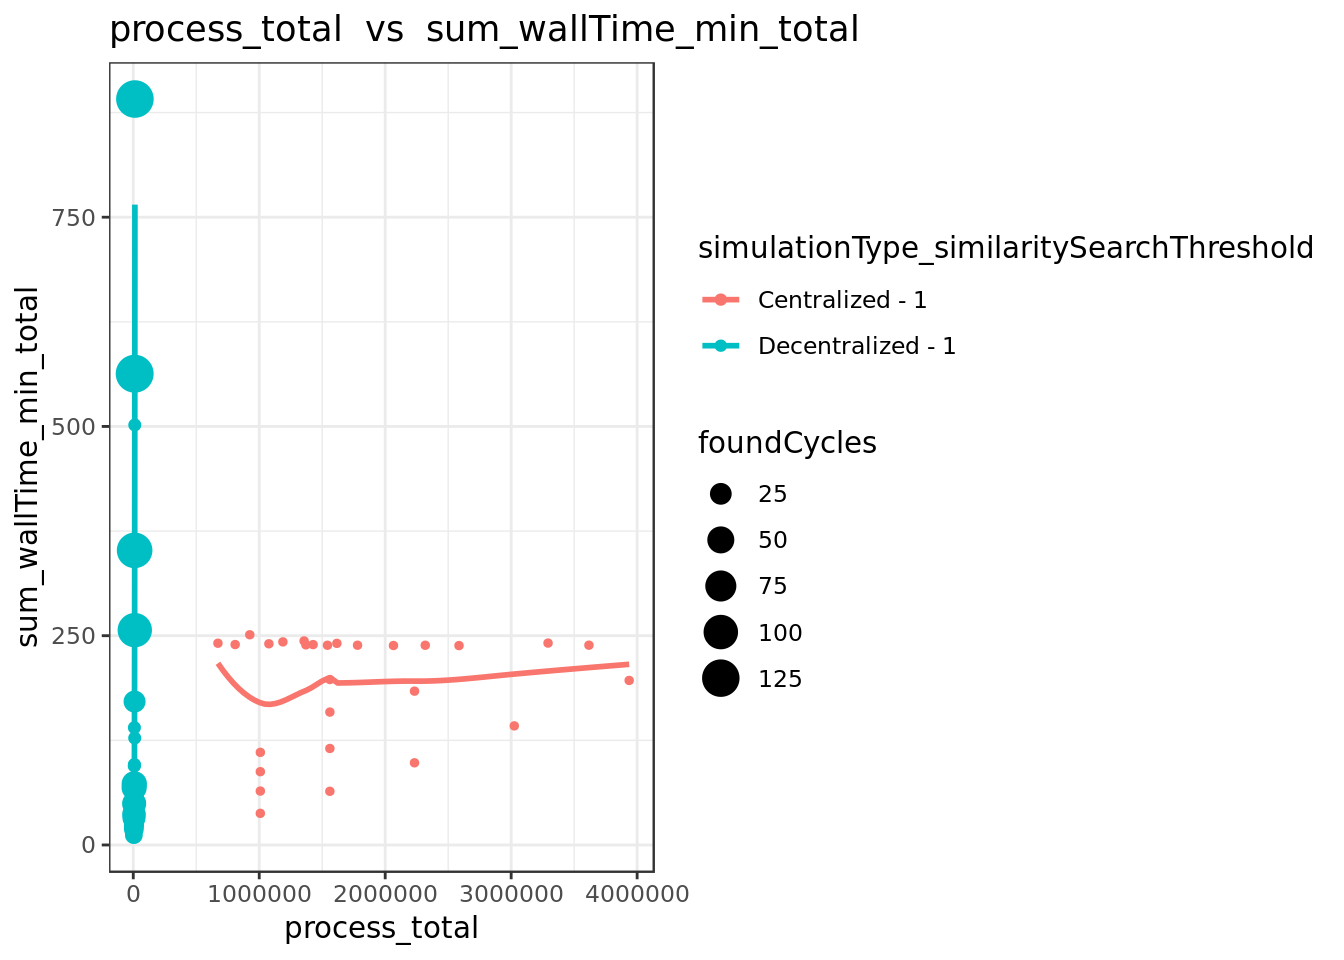 process_total vs sum_wallTime_min_total
sum_wallTime_min_total
750
500
250
0
0 1000000 2000000 3000000 4000000
process_total
simulationType_similaritySearchThreshold
Centralized - 1
Decentralized - 1
foundCycles
25
50
75
100
125